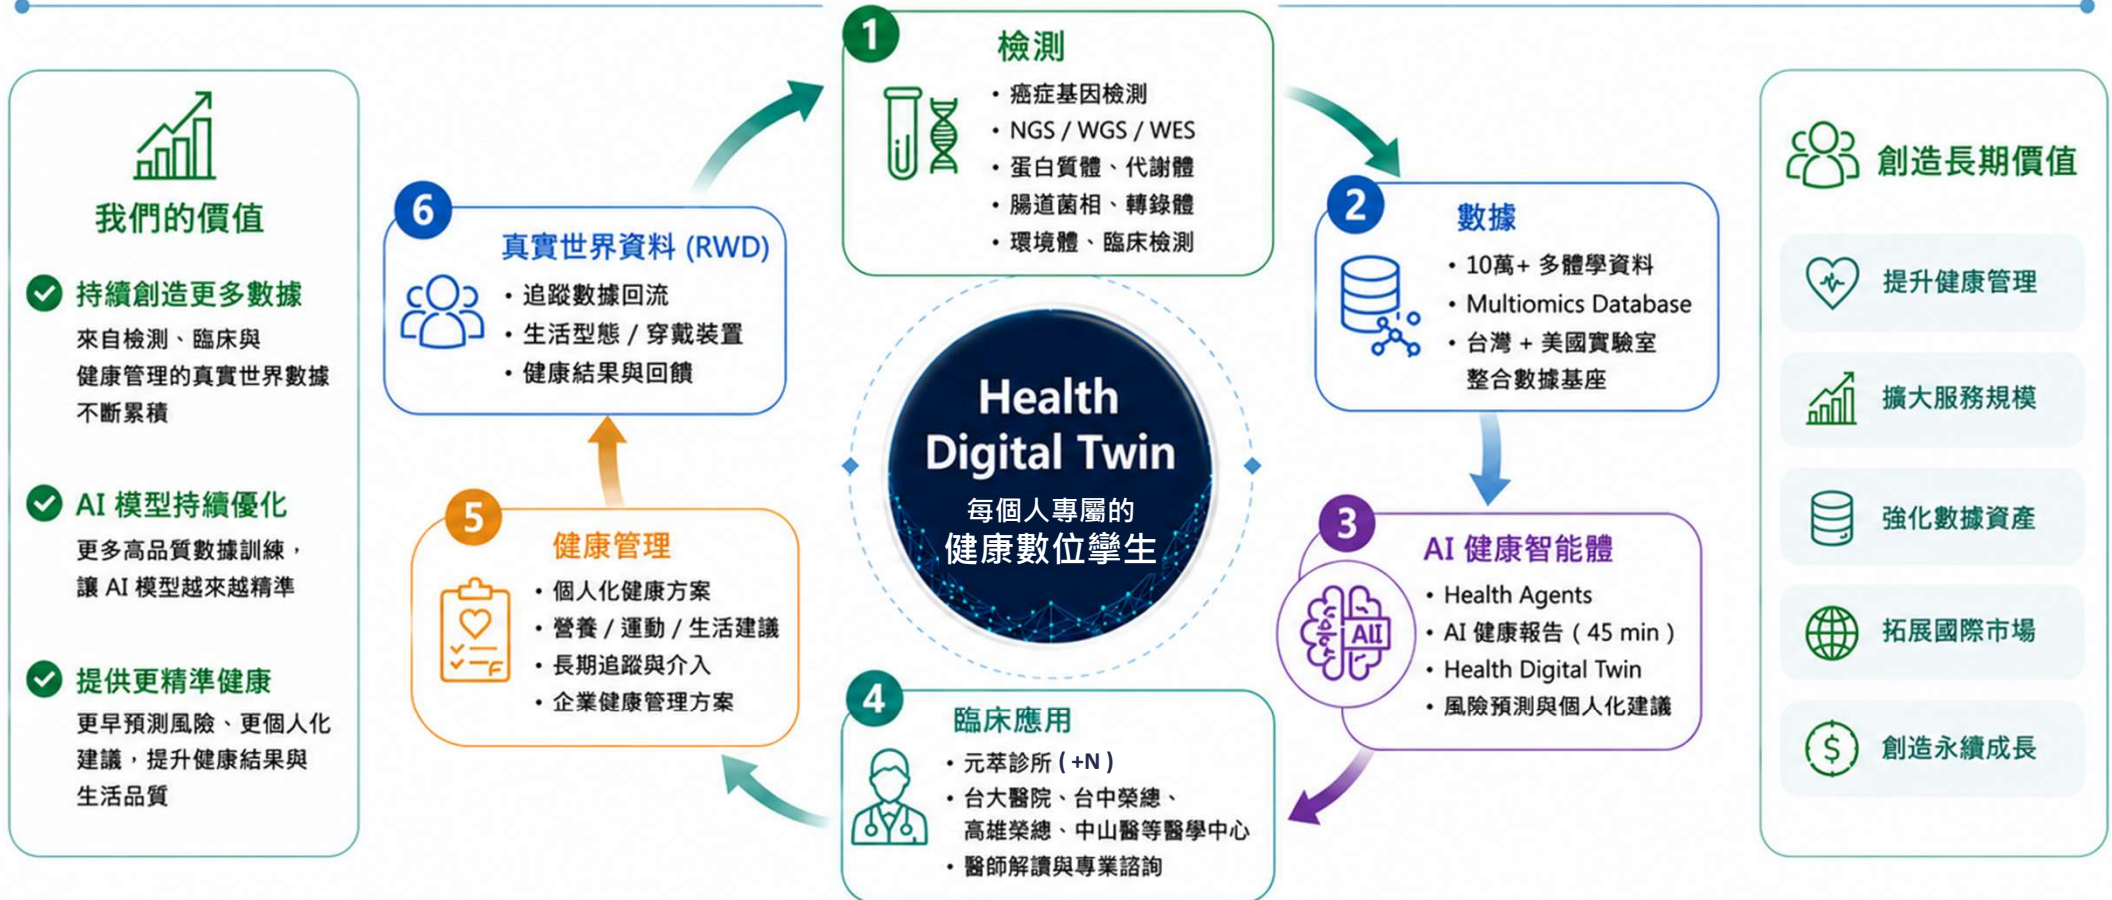 我們的價值
持續創造更多數據
來自檢測、臨床與
健康管理的真實世界數據
不斷累積
AI 模型持續優化
更多高品質數據訓練，
讓 AI 模型越來越精準
提供更精準健康
更早預測風險、更個人化
建議，提升健康結果與
生活品質
1
檢測
• 癌症基因檢測
• NGS / WGS / WES
• 蛋白質體、代謝體
• 腸道菌相、轉錄體
• 環境體、臨床檢測
2
數據
• 10萬+ 多體學資料
• Multiomics Database
• 台灣 + 美國實驗室
整合數據基座
3
AI 健康智能體
AII
• Health Agents
• AI 健康報告 ( 45 min )
• Health Digital Twin
• 風險預測與個人化建議
4
臨床應用
• 元萃診所 ( +N )
• 台大醫院、台中榮總、
高雄榮總、中山醫等醫學中心
• 醫師解讀與專業諮詢
5
健康管理
• 個人化健康方案
• 營養 / 運動 / 生活建議
• 長期追蹤與介入
• 企業健康管理方案
6
真實世界資料 (RWD)
• 追蹤數據回流
• 生活型態 / 穿戴裝置
• 健康結果與回饋
Health
Digital Twin
每個人專屬的
健康數位孿生
創造長期價值
提升健康管理
擴大服務規模
強化數據資產
拓展國際市場
$
創造永續成長